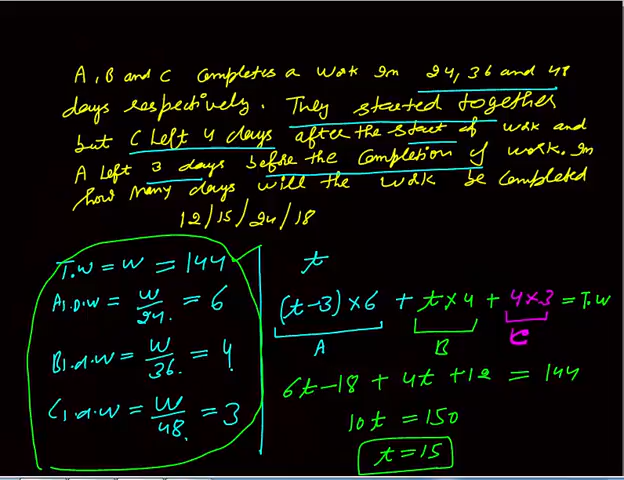 A, B and C completes a work in 24, 36 and 48
days respectively. They started together
but C left 4 days after the start of work and
A left 3 days before the completion of work. In
how many days will the work be completed
12/15/24/18
T.W = W = 144
A1.D.W = W/24. = 6
B1.d.W = W/36. = 4
C1.d.W = W/48. = 3
t
(t-3)×6 + t×4 + 4×3 = T.W
A B C
6t-18 + 4t + 12 = 144
10t = 150
t = 15